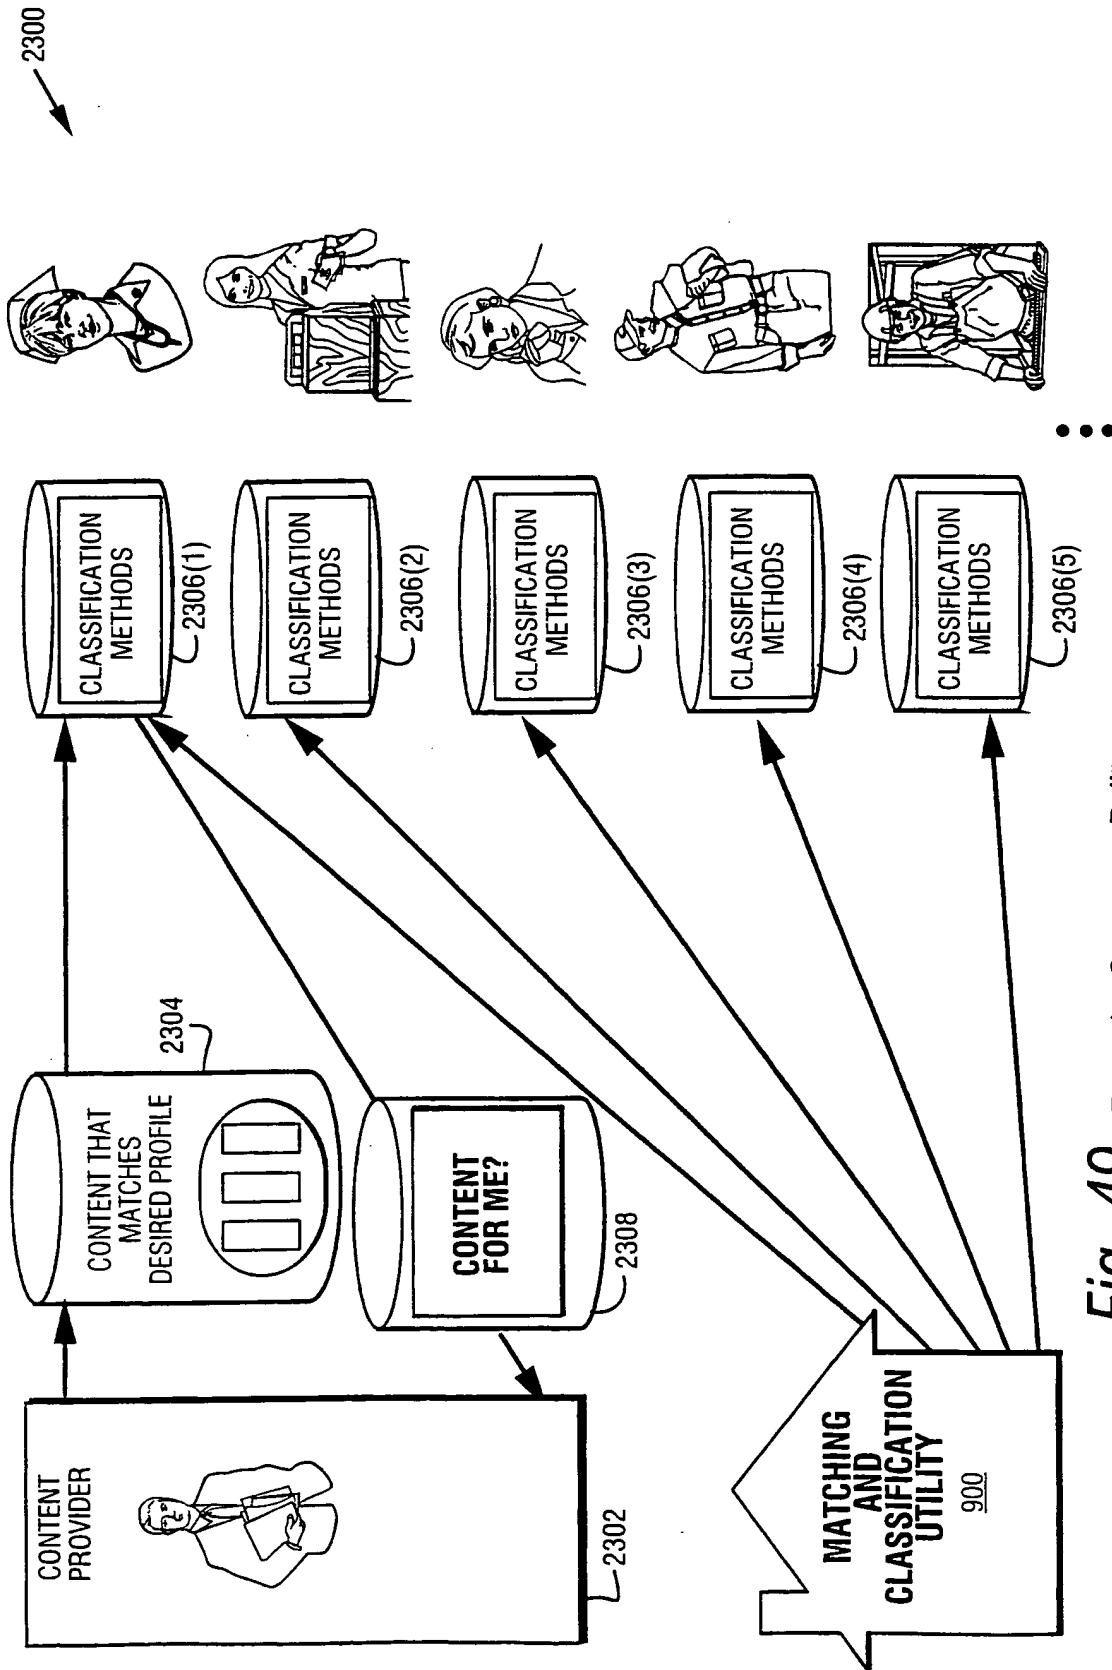 2300
CONTENT
PROVIDER
2302
CONTENT THAT
MATCHES
DESIRED PROFILE
2304
CONTENT
FOR ME?
2308
CLASSIFICATION
METHODS
2306(1)
CLASSIFICATION
METHODS
2306(2)
CLASSIFICATION
METHODS
2306(3)
CLASSIFICATION
METHODS
2306(4)
CLASSIFICATION
METHODS
2306(5)
MATCHING
AND
CLASSIFICATION
UTILITY
900
Fig.